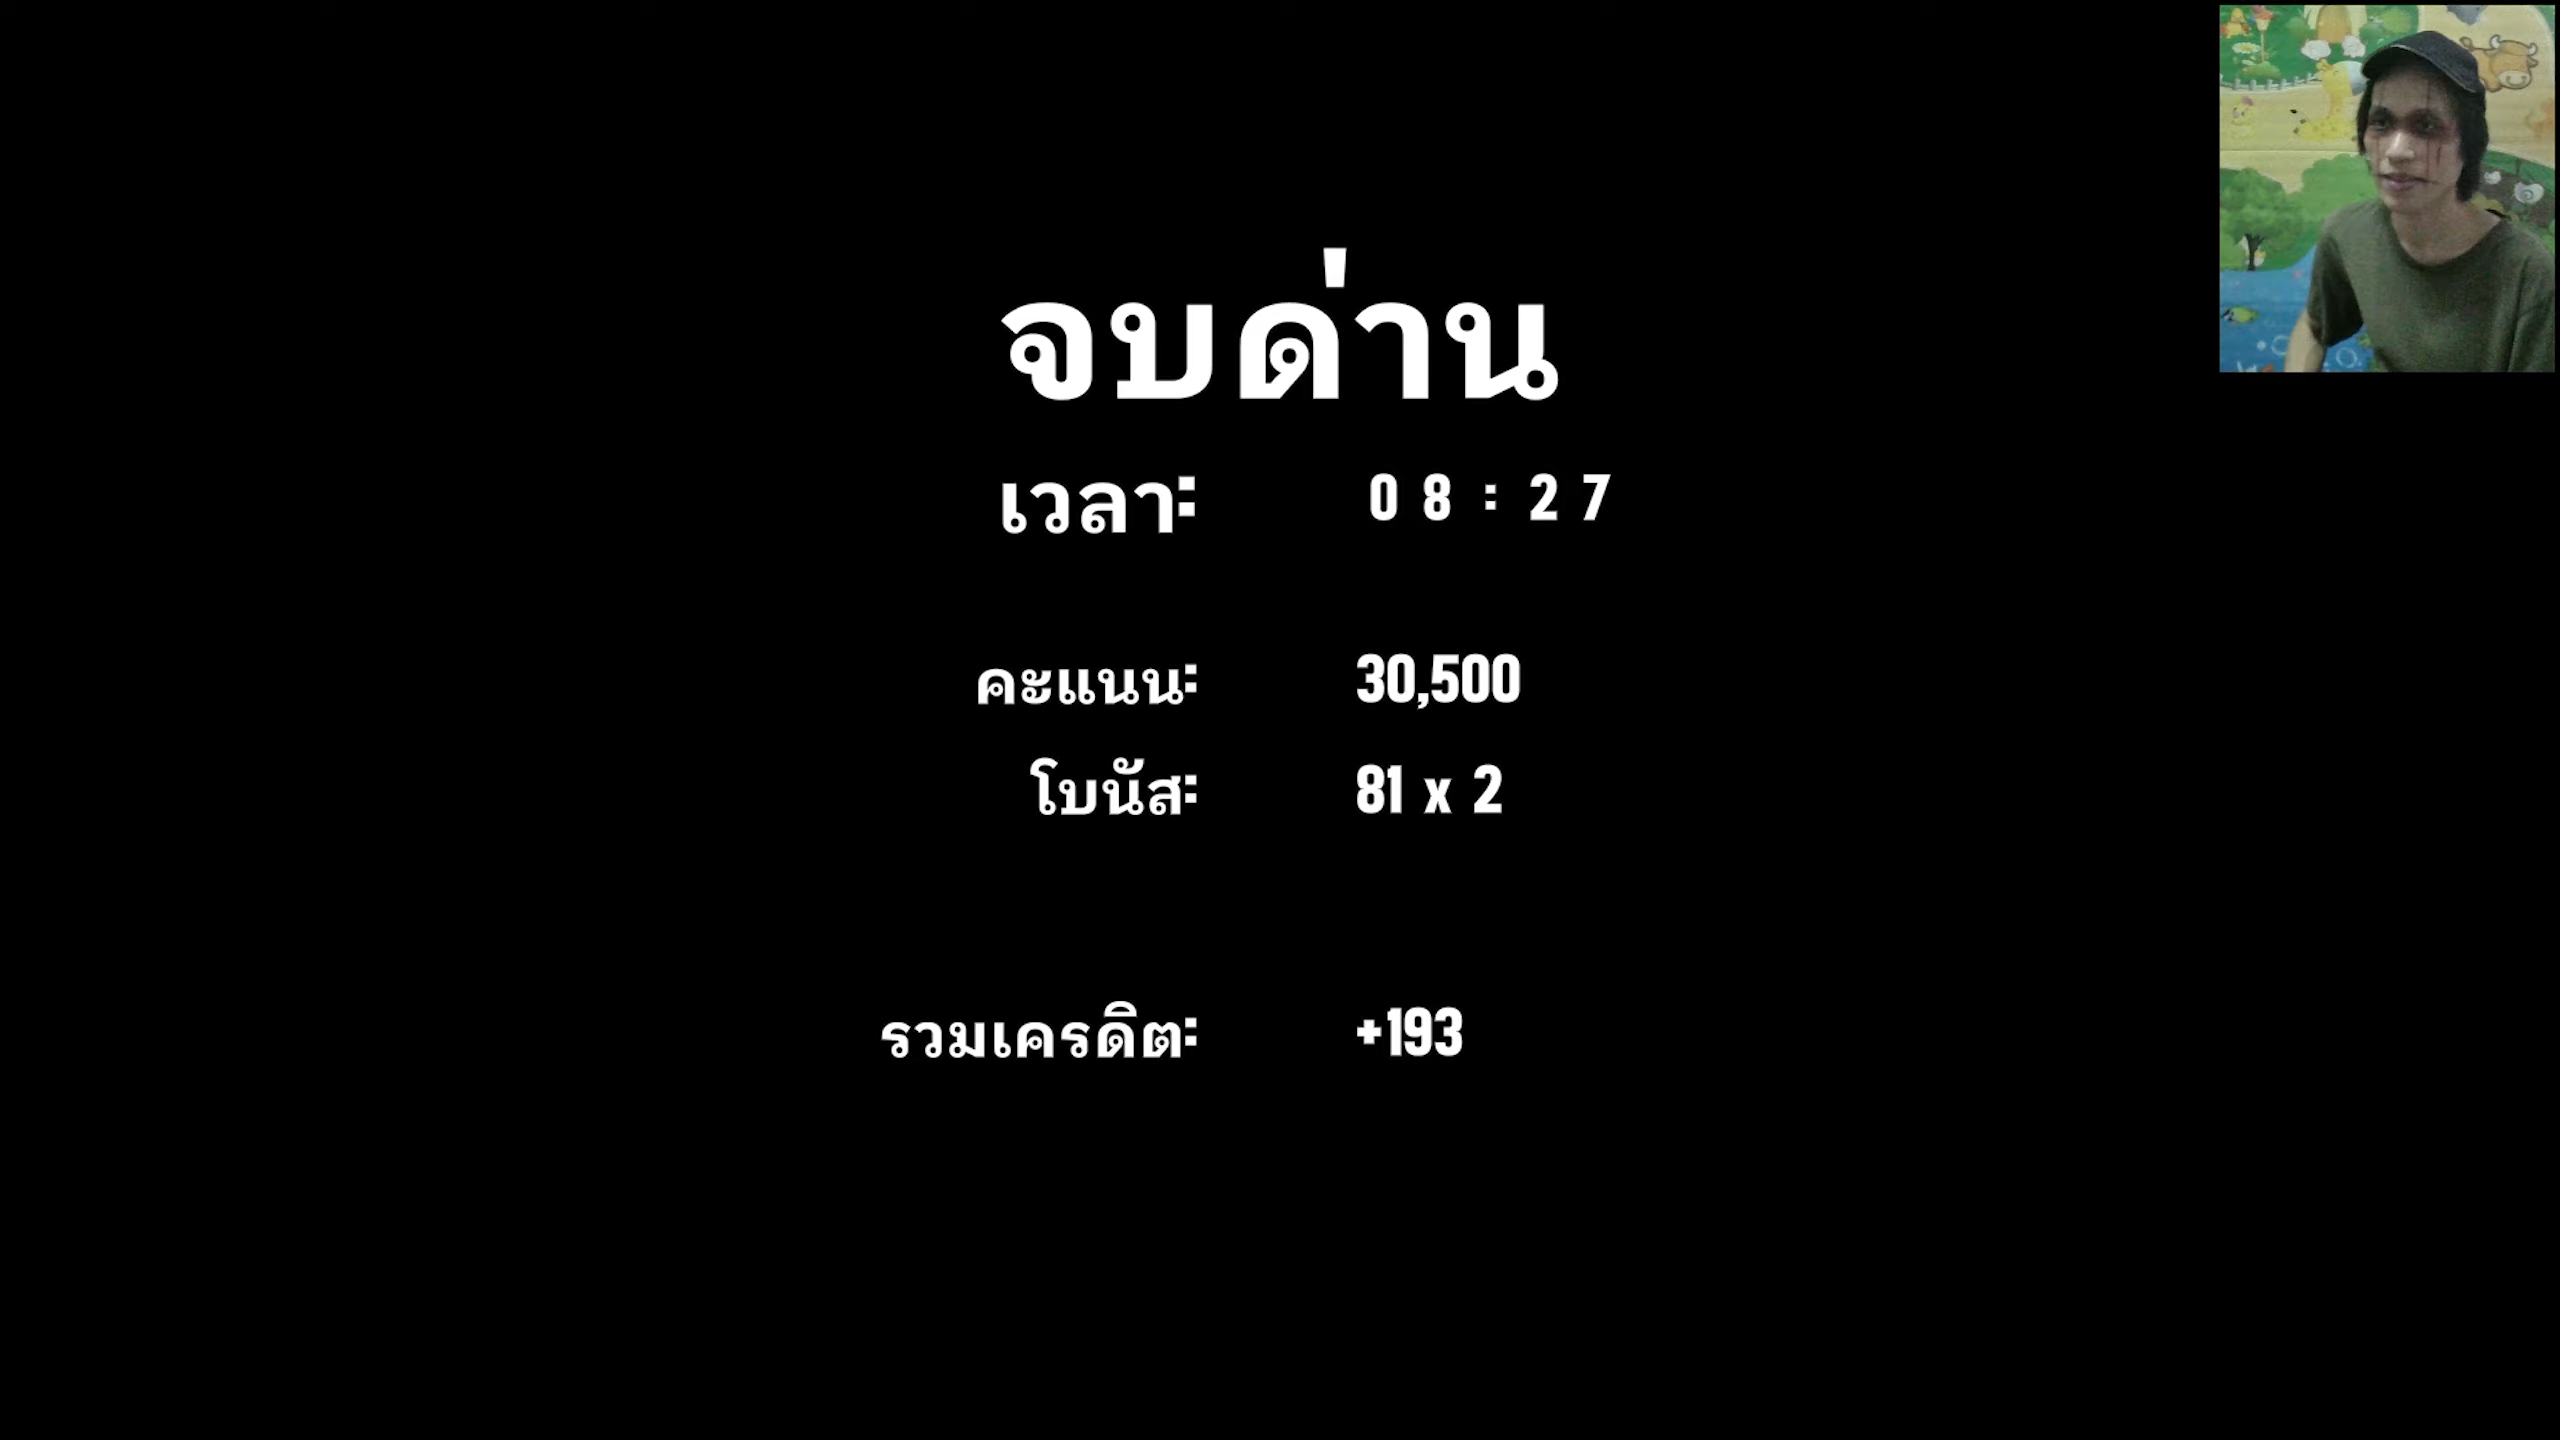 จบด่าน
เวลา: 08:27
คะแนน: 30,500
โบนัส: 81 x 2
รวมเครดิต: +193